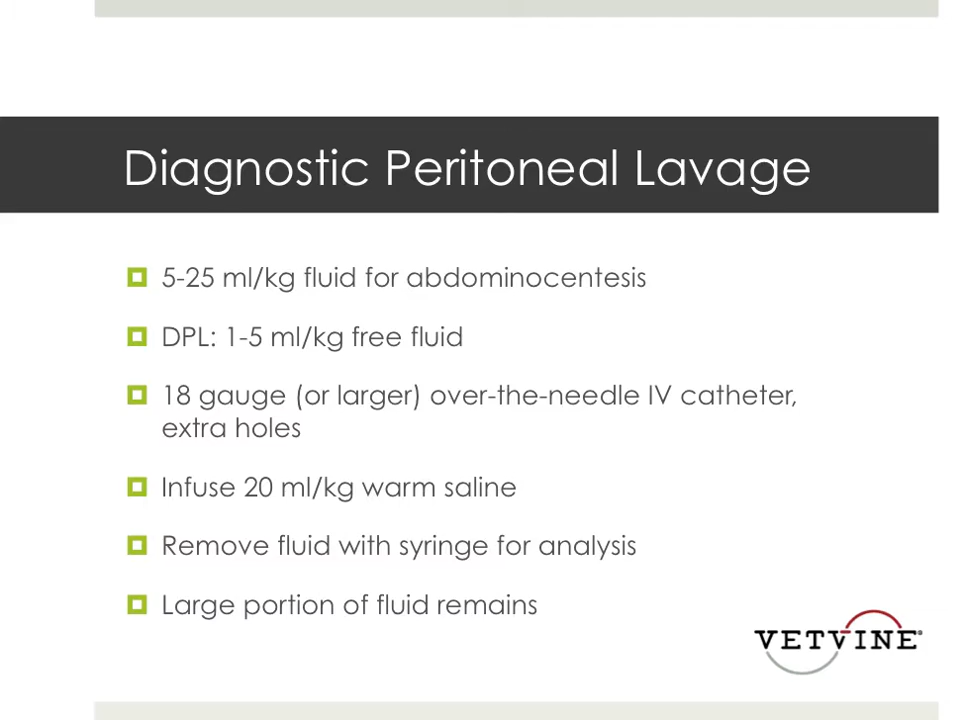 Diagnostic Peritoneal Lavage
5-25 ml/kg fluid for abdominocentesis
DPL: 1-5 ml/kg free fluid
18 gauge (or larger) over-the-needle IV catheter,
extra holes
Infuse 20 ml/kg warm saline
Remove fluid with syringe for analysis
Large portion of fluid remains
VETVINE®